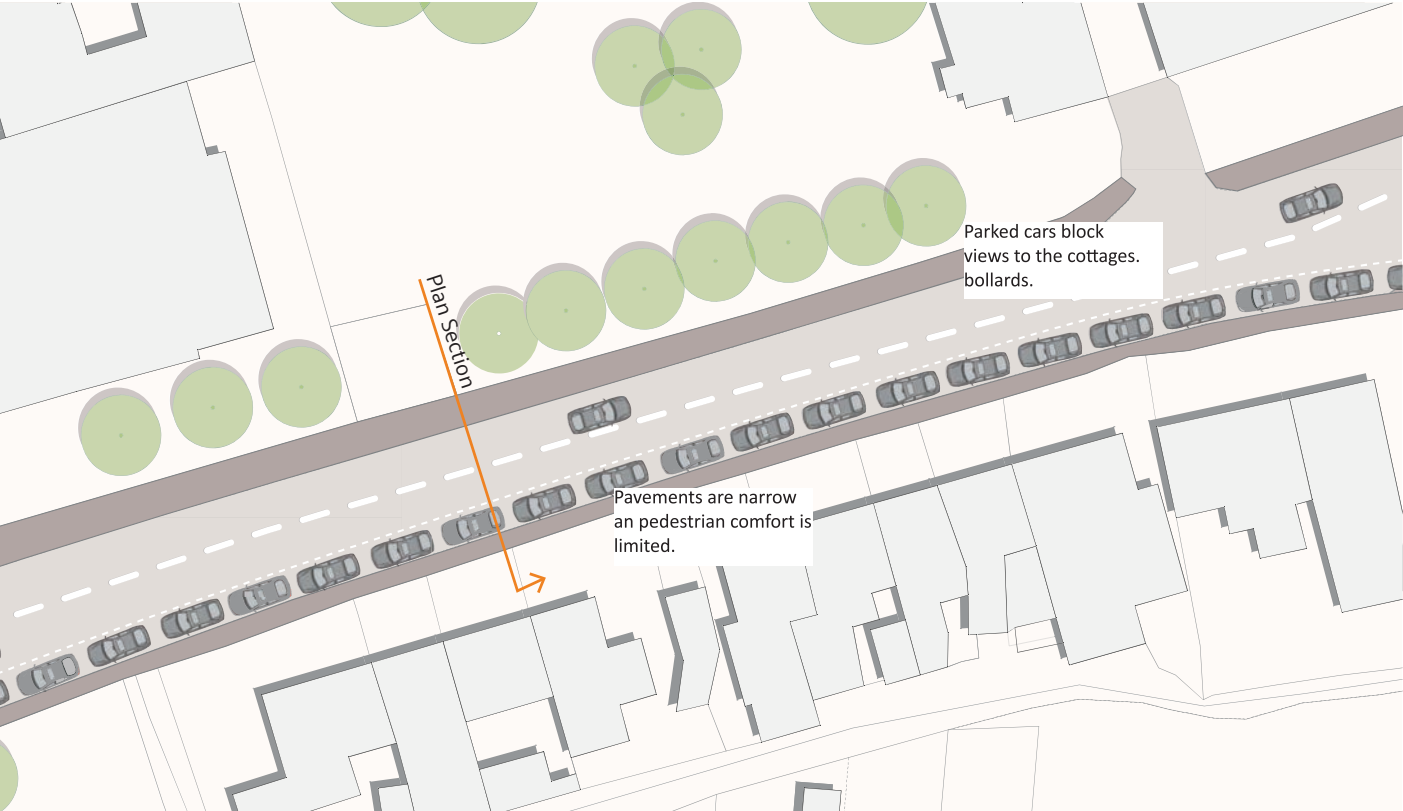 Parked cars block
views to the cottages.
bollards.
Plan Section
Pavements are narrow
an pedestrian comfort is
limited.